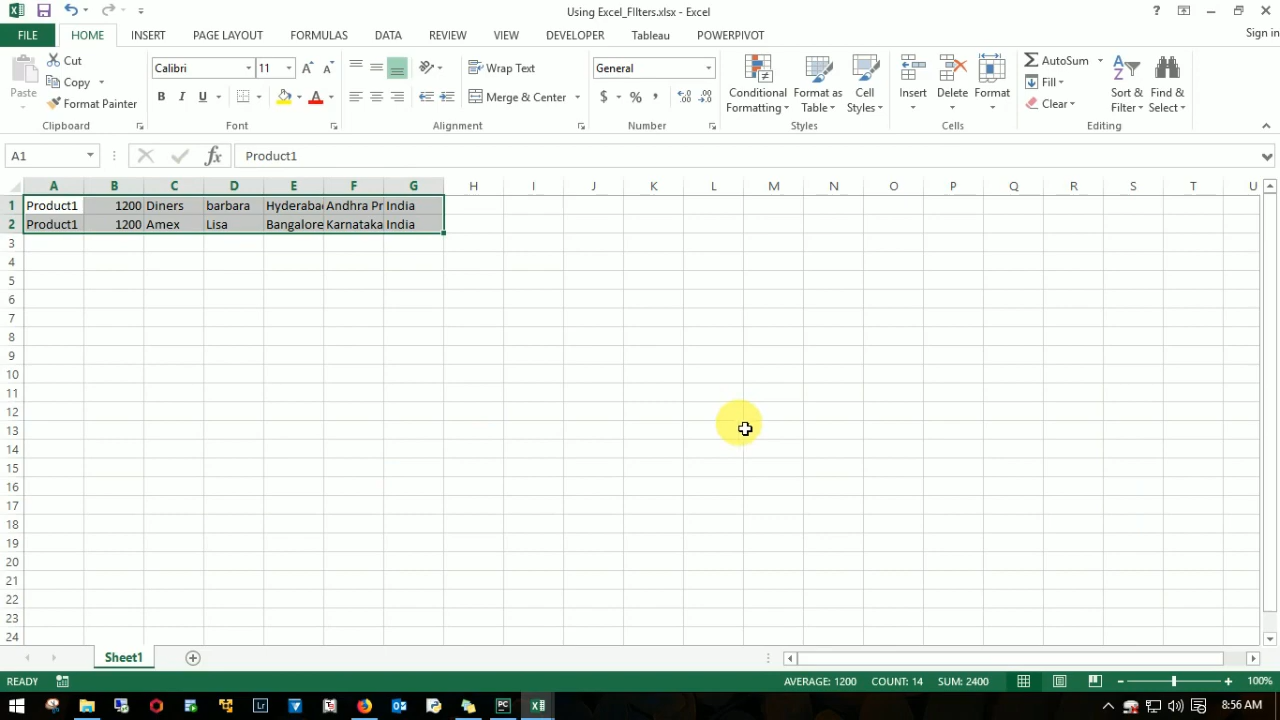 Using Excel_FIlters.xlsx - Excel
?
FILE HOME INSERT PAGE LAYOUT FORMULAS DATA REVIEW VIEW DEVELOPER Tableau POWERPIVOT Sign in
Paste
Cut
Copy
Format Painter
Clipboard
Calibri 11
B I U
Font
Wrap Text
Merge & Center
Alignment
General
$ % ,
Number
Conditional Formatting
Format as Table
Cell Styles
Styles
Insert
Delete
Format
Cells
AutoSum
Fill
Clear
Sort & Filter
Find & Select
Editing
A1 fx Product1
A B C D E F G H I J K L M N O P Q R S T U
1 Product1 1200 Diners barbara Hyderabad Andhra Pr India
2 Product1 1200 Amex Lisa Bangalore Karnataka India
3
4
5
6
7
8
9
10
11
12
13
14
15
16
17
18
19
20
21
22
23
24
Sheet1
READY AVERAGE: 1200 COUNT: 14 SUM: 2400 100%
Lr PC 8:56 AM